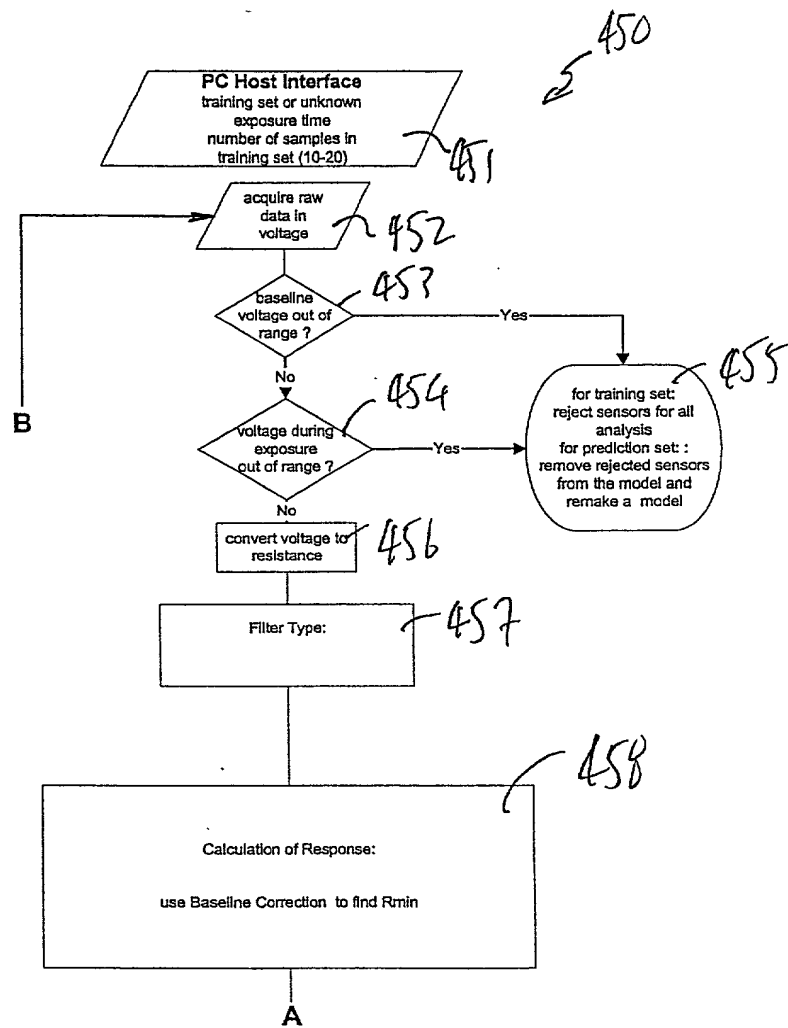 450
PC Host Interface
training set or unknown
exposure time
number of samples in
training set (10-20)
451
acquire raw
data in
voltage
452
baseline
voltage out of
range ?
453
Yes
No
B
voltage during
exposure
out of range ?
454
Yes
for training set:
reject sensors for all
analysis
for prediction set: :
remove rejected sensors
from the model and
remake a model
455
No
convert voltage to
resistance
456
Filter Type:
457
Calculation of Response:
use Baseline Correction to find Rmin
458
A